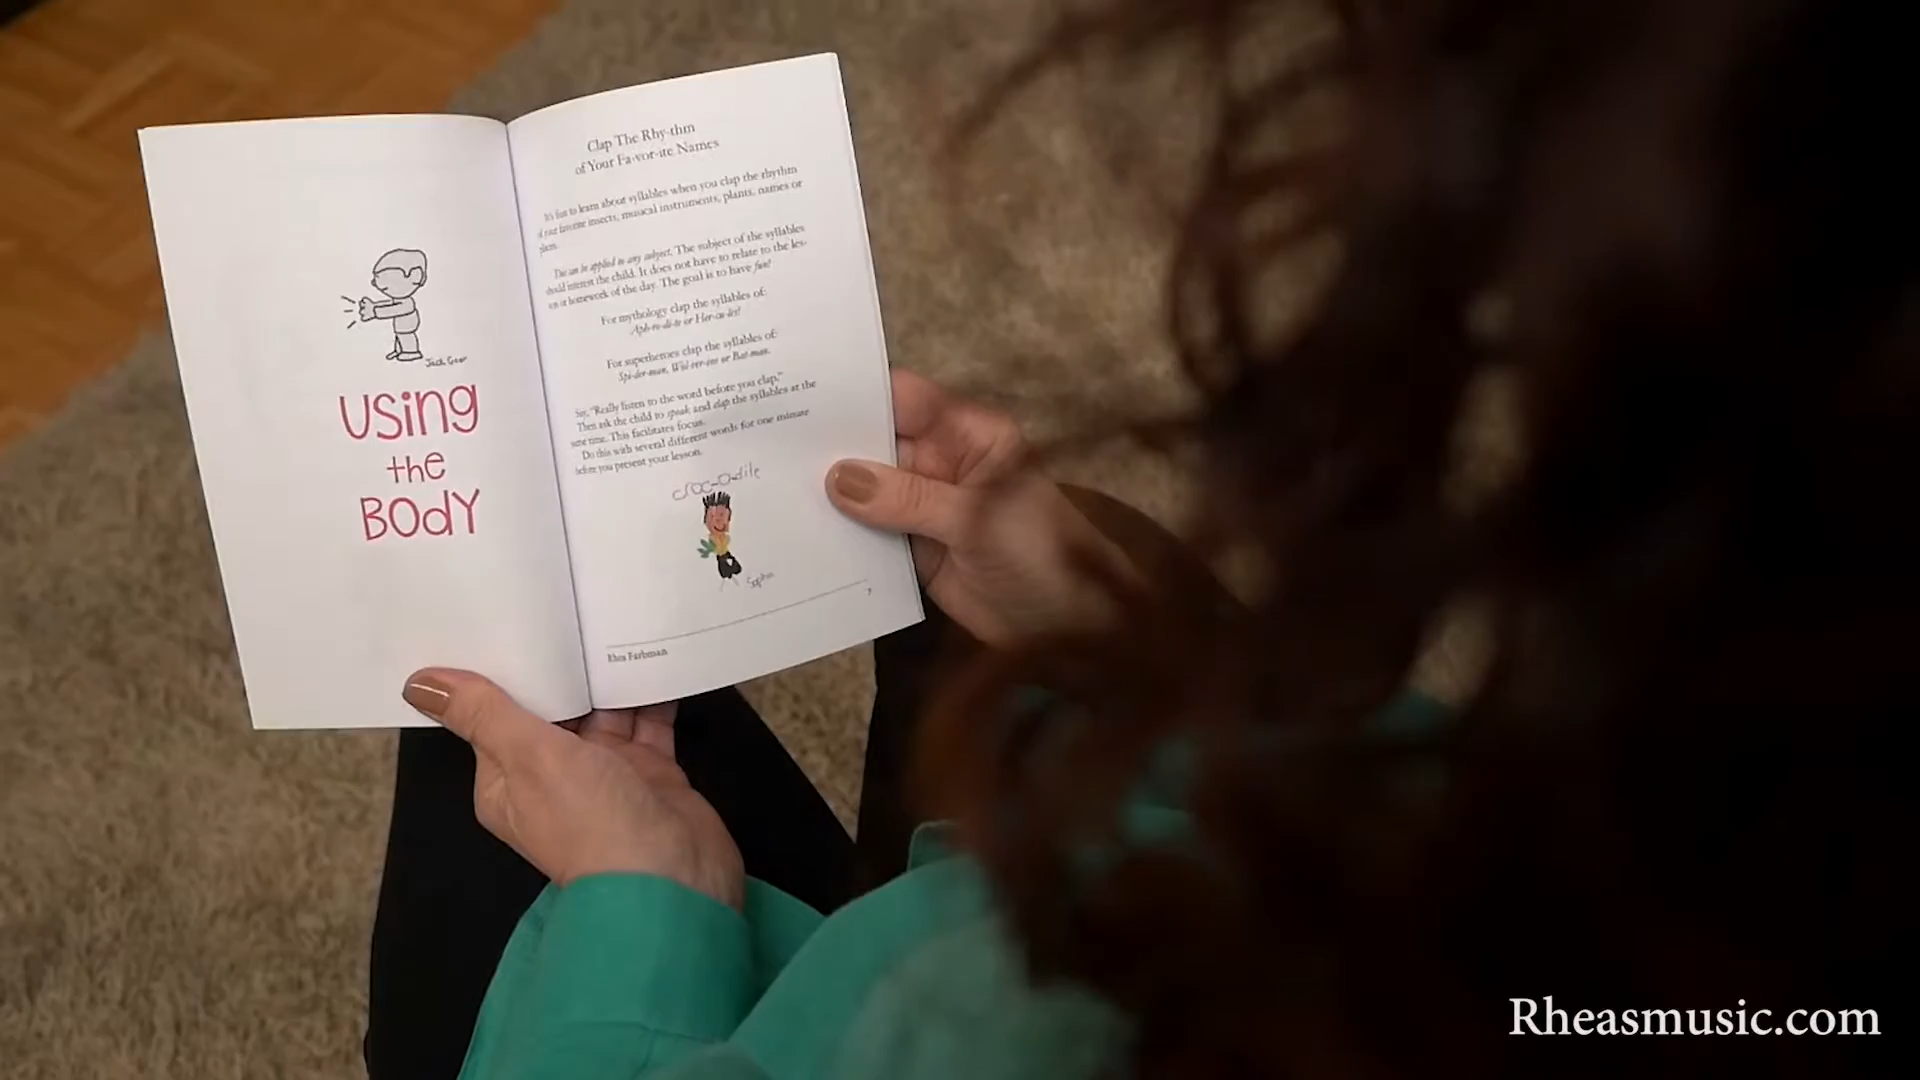 Jack Geer
Using
the
BOdY
Clap The Rhy-thm
of Your Fa-vor-ite Names
It's fun to learn about syllables when you clap the rhythm
of your favorite insects, musical instruments, plants, names or
places.
This can be applied to any subject. The subject of the syllables
should interest the child. It does not have to relate to the les-
son or homework of the day. The goal is to have fun!
For mythology clap the syllables of:
Aph-ro-di-te or Her-cu-les!
For superheroes clap the syllables of:
Spi-der-man, Wol-ver-ine or Bat-man.
Say, "Really listen to the word before you clap."
Then ask the child to speak and clap the syllables at the
same time. This facilitates focus.
Do this with several different words for one minute
before you present your lesson.
croc-o-dile
Sophia
7
Rhea Farbman
Rheasmusic.com